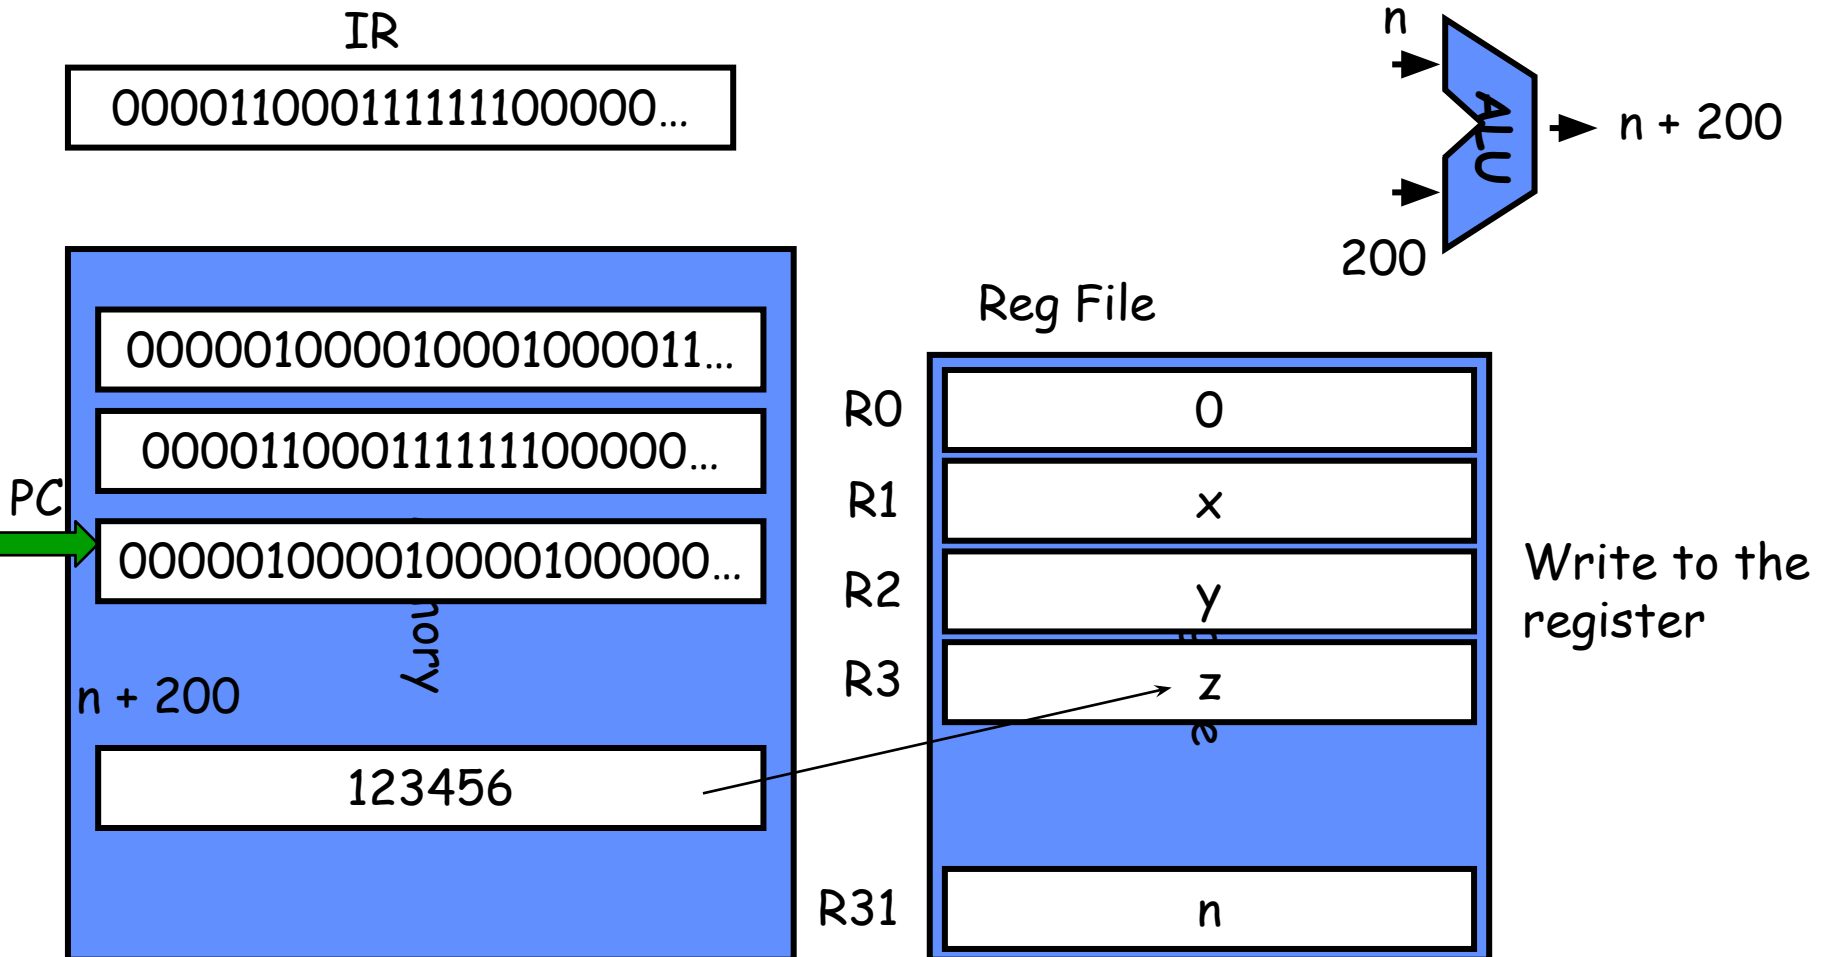 IR
000011000111111100000...
n
ALU
n + 200
200
Reg File
000001000010001000011...
000011000111111100000...
PC
000001000010000100000...
n + 200
123456
R0
0
R1
x
R2
y
R3
z
R31
n
Write to the
register